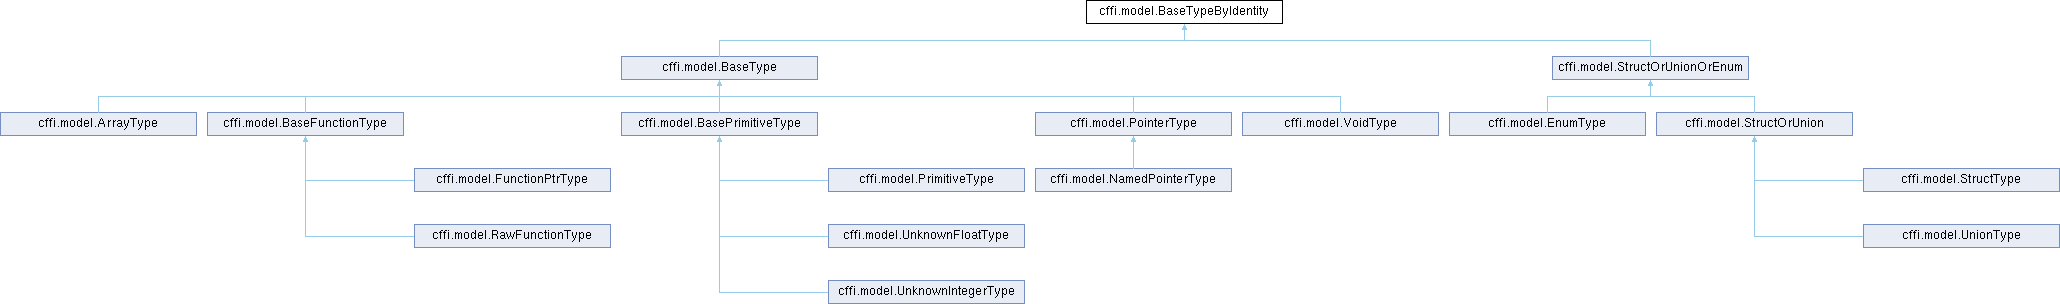 cffi.model.BaseTypeByIdentity
cffi.model.BaseType
cffi.model.StructOrUnionOrEnum
cffi.model.ArrayType
cffi.model.BaseFunctionType
cffi.model.BasePrimitiveType
cffi.model.PointerType
cffi.model.VoidType
cffi.model.EnumType
cffi.model.StructOrUnion
cffi.model.FunctionPtrType
cffi.model.PrimitiveType
cffi.model.NamedPointerType
cffi.model.StructType
cffi.model.RawFunctionType
cffi.model.UnknownFloatType
cffi.model.UnionType
cffi.model.UnknownIntegerType